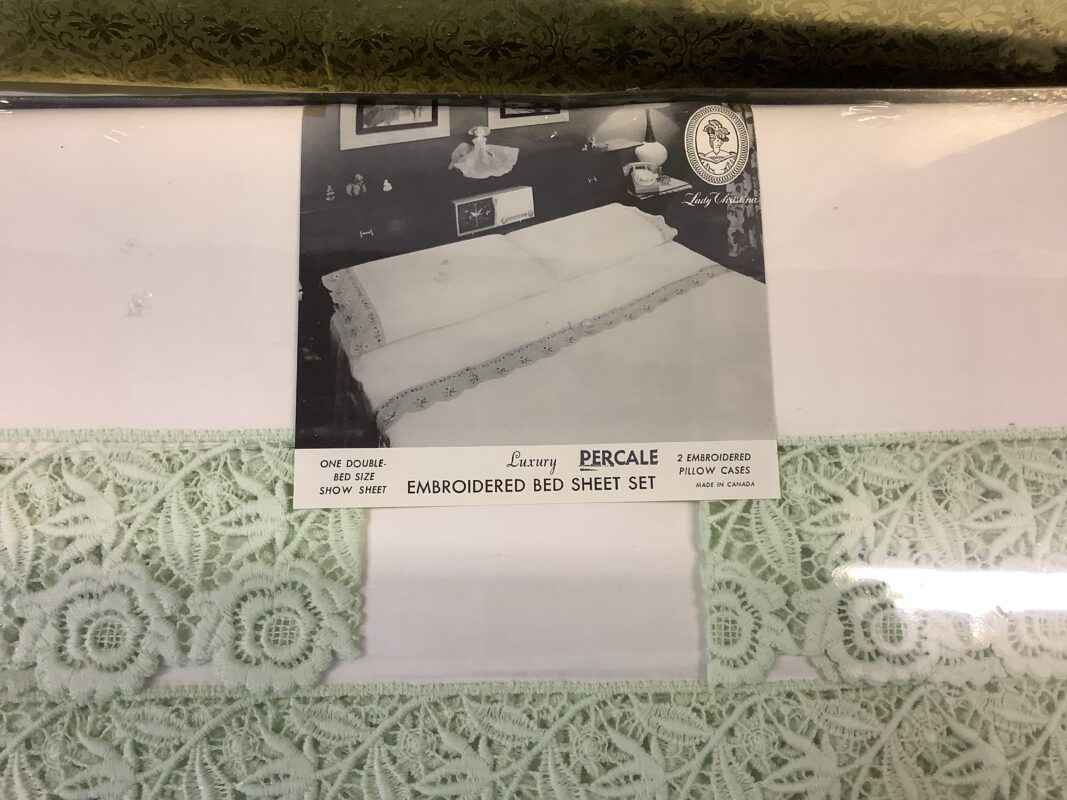 Lady Christina
ONE DOUBLE-
BED SIZE
SHOW SHEET
Luxury PERCALE
EMBROIDERED BED SHEET SET
2 EMBROIDERED
PILLOW CASES
MADE IN CANADA